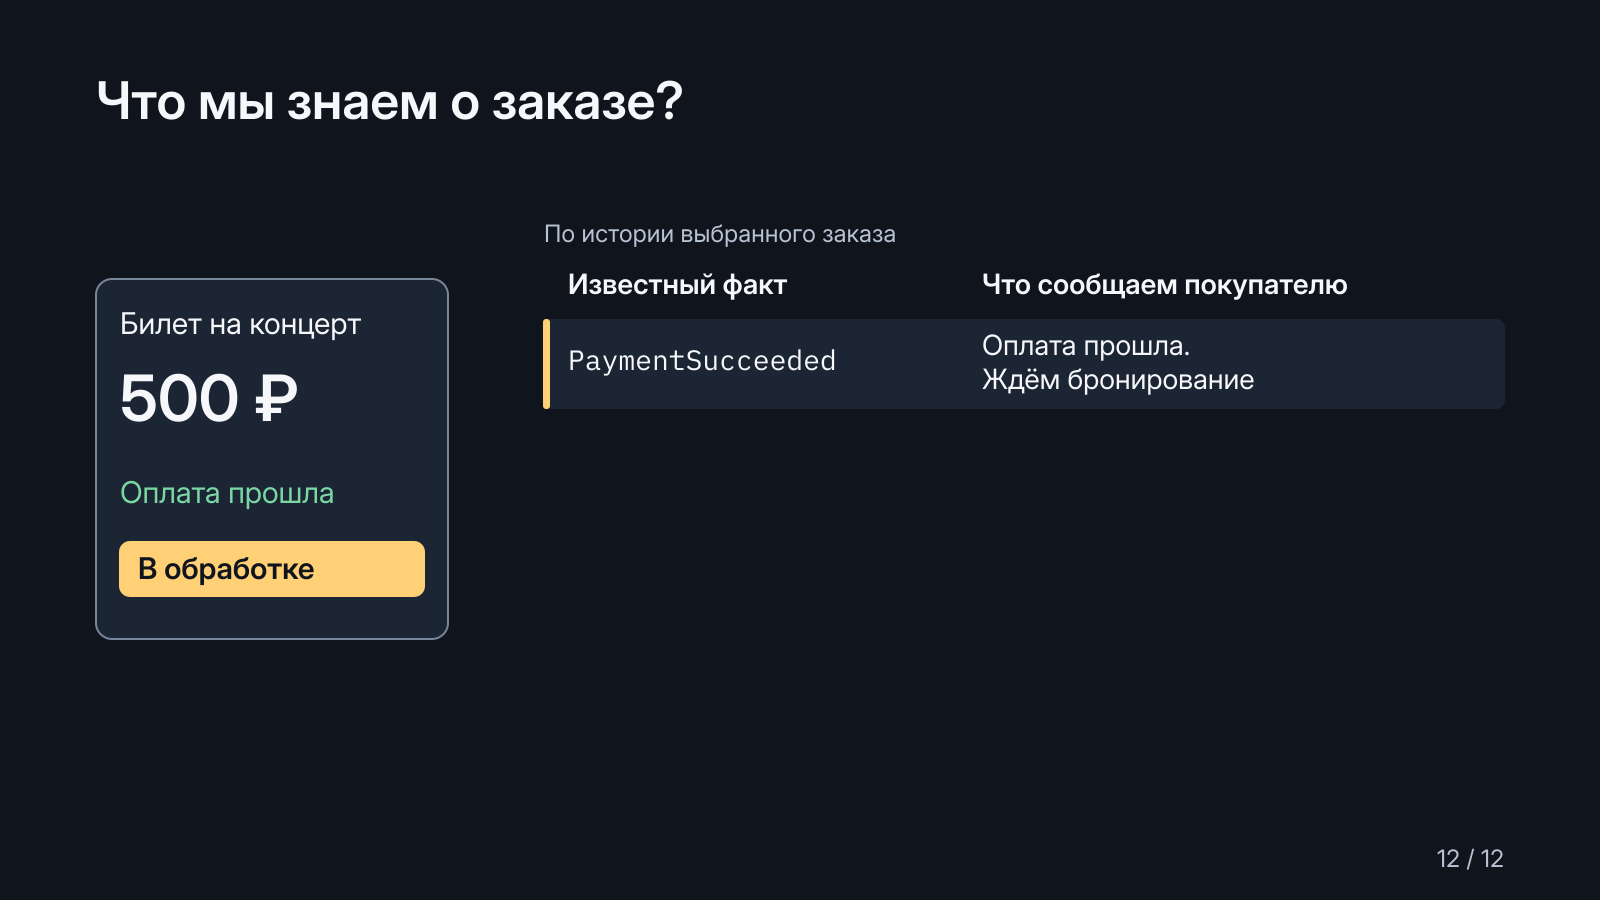 Что мы знаем о заказе?
Билет на концерт
500 ₽
Оплата прошла
В обработке
По истории выбранного заказа
Известный факт
Что сообщаем покупателю
PaymentSucceeded
Оплата прошла.
Ждём бронирование
12 / 12